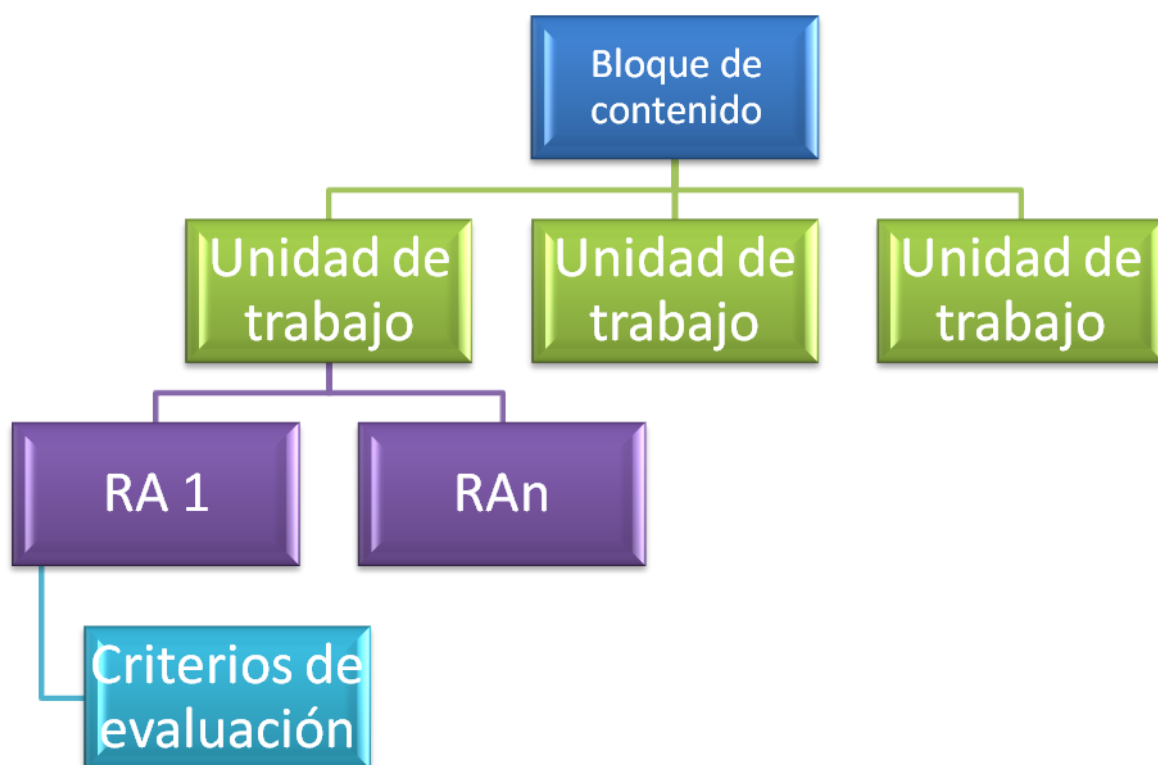 Bloque de
contenido
Unidad de
trabajo
Unidad de
trabajo
Unidad de
trabajo
RA 1
RAn
Criterios de
evaluación